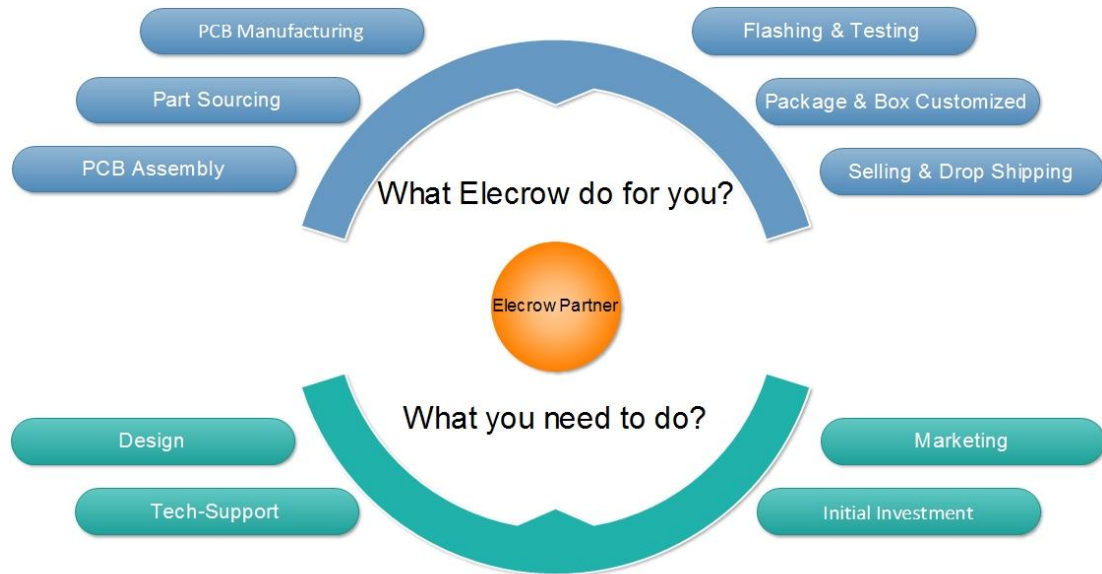 PCB Manufacturing
Flashing & Testing
Part Sourcing
Package & Box Customized
PCB Assembly
Selling & Drop Shipping
What Elecrow do for you?
Elecrow Partner
What you need to do?
Design
Marketing
Tech-Support
Initial Investment